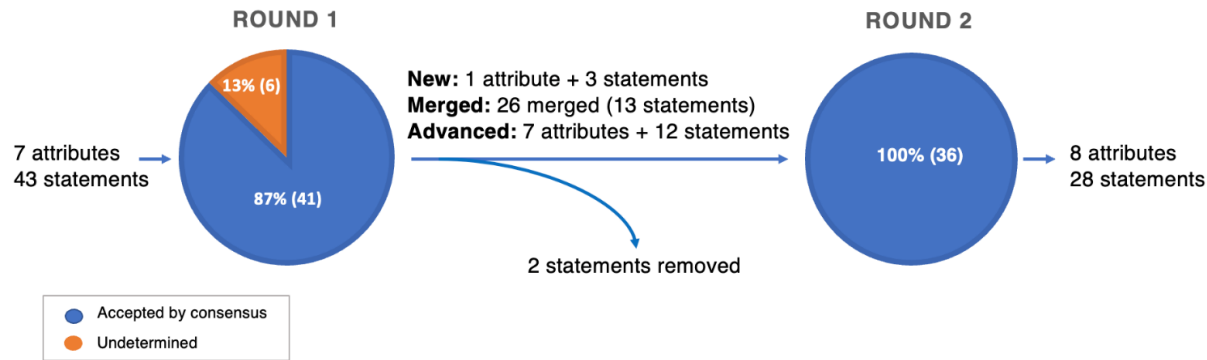 ROUND 1
ROUND 2
13% (6)
87% (41)
7 attributes
43 statements
New: 1 attribute + 3 statements
Merged: 26 merged (13 statements)
Advanced: 7 attributes + 12 statements
2 statements removed
100% (36)
8 attributes
28 statements
Accepted by consensus
Undetermined